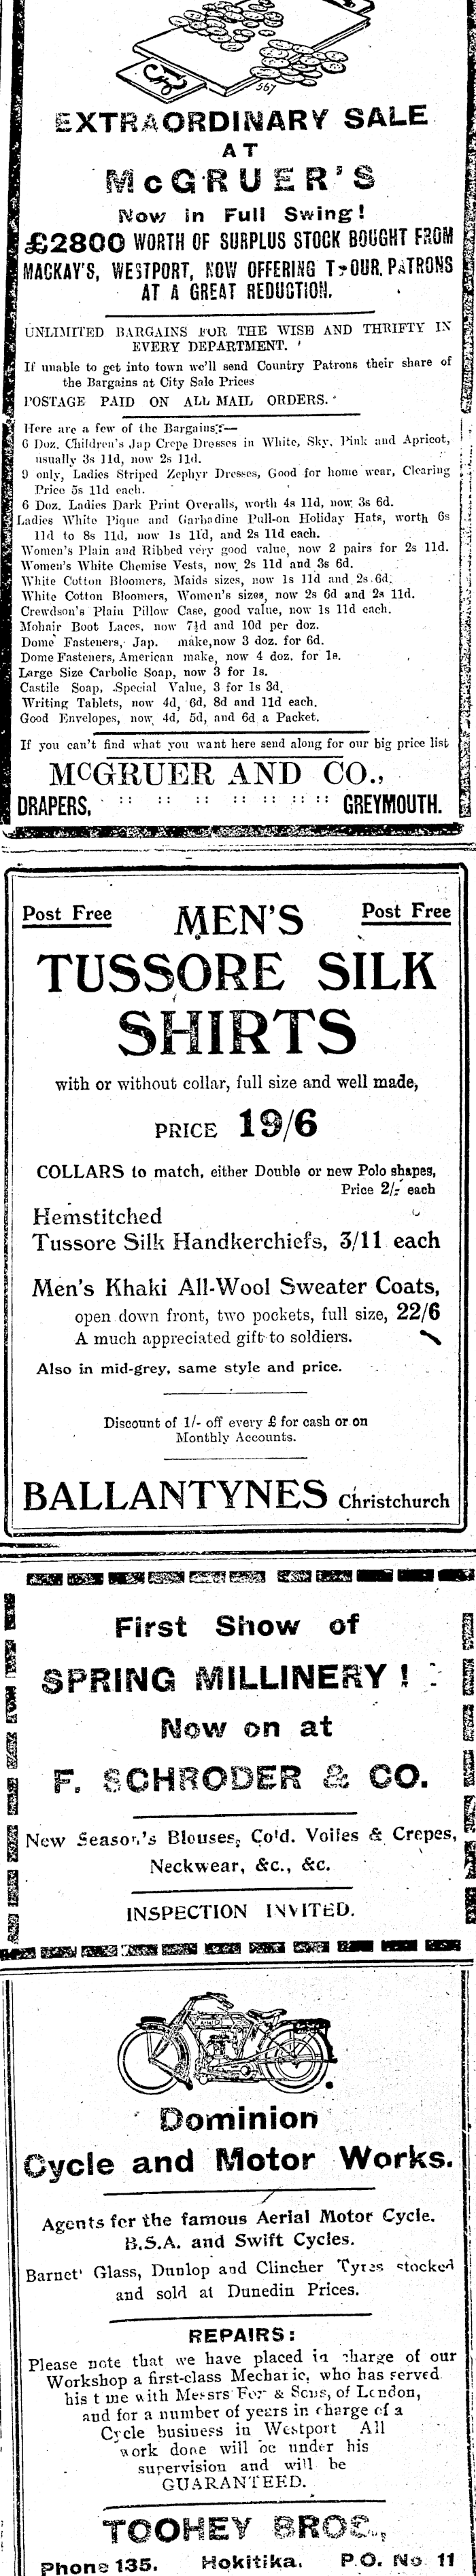 567
EXTRAORDINARY SALE
AT
McGRUER'S
Now in Full Swing!
£2800 WORTH OF SURPLUS STOCK BOUGHT FROM
MACKAY'S, WESTPORT, NOW OFFERING TO OUR PATRONS
AT A GREAT REDUCTION.
UNLIMITED BARGAINS FOR THE WISE AND THRIFTY IN
EVERY DEPARTMENT.
If unable to get into town we'll send Country Patrons their share of
the Bargains at City Sale Prices
POSTAGE PAID ON ALL MAIL ORDERS.
Here are a few of the Bargains:—
6 Doz. Children's Jap Crepe Dresses in White, Sky, Pink and Apricot,
usually 3s 11d, now 2s 11d.
9 only, Ladies Striped Zephyr Dresses, Good for home wear, Clearing
Price 5s 11d each.
6 Doz. Ladies Dark Print Overalls, worth 4s 11d, now 3s 6d.
Ladies White Pique and Garbadine Pull-on Holiday Hats, worth 6s
11d to 8s 11d, now 1s 11d, and 2s 11d each.
Women's Plain and Ribbed very good value, now 2 pairs for 2s 11d.
Women's White Chemise Vests, now 2s 11d and 3s 6d.
White Cotton Bloomers, Maids sizes, now 1s 11d and 2s 6d.
White Cotton Bloomers, Women's sizes, now 2s 6d and 2s 11d.
Crewdson's Plain Pillow Case, good value, now 1s 11d each.
Mohair Boot Laces, now 7½d and 10d per doz.
Dome Fasteners, Jap. make, now 3 doz. for 6d.
Dome Fasteners, American make, now 4 doz. for 1s.
Large Size Carbolic Soap, now 3 for 1s.
Castile Soap, Special Value, 3 for 1s 3d.
Writing Tablets, now 4d, 6d, 8d and 11d each.
Good Envelopes, now 4d, 5d, and 6d a Packet.
If you can't find what you want here send along for our big price list
McGRUER AND CO.,
DRAPERS, :: :: :: :: :: :: :: GREYMOUTH.
Post Free MEN'S Post Free
TUSSORE SILK
SHIRTS
with or without collar, full size and well made,
PRICE 19/6
COLLARS to match, either Double or new Polo shapes,
Price 2/- each
Hemstitched
Tussore Silk Handkerchiefs, 3/11 each
Men's Khaki All-Wool Sweater Coats,
open down front, two pockets, full size, 22/6
A much appreciated gift to soldiers.
Also in mid-grey, same style and price.
Discount of 1/- off every £ for cash or on
Monthly Accounts.
BALLANTYNES Christchurch
First Show of
SPRING MILLINERY!
Now on at
F. SCHRODER & CO.
New Season's Blouses, Co'd. Voiles & Crepes,
Neckwear, &c., &c.
INSPECTION INVITED.
Dominion
Cycle and Motor Works.
Agents for the famous Aerial Motor Cycle.
B.S.A. and Swift Cycles.
Barnet' Glass, Dunlop and Clincher Tyres stocked
and sold at Dunedin Prices.
REPAIRS:
Please note that we have placed in charge of our
Workshop a first-class Mechanic, who has served
his time with Messrs & Sons, of London,
and for a number of years in charge of a
Cycle business in Westport All
work done will be under his
supervision and will be
GUARANTEED.
TOOHEY BROS.,
Phone 135. Hokitika. P.O. No 11